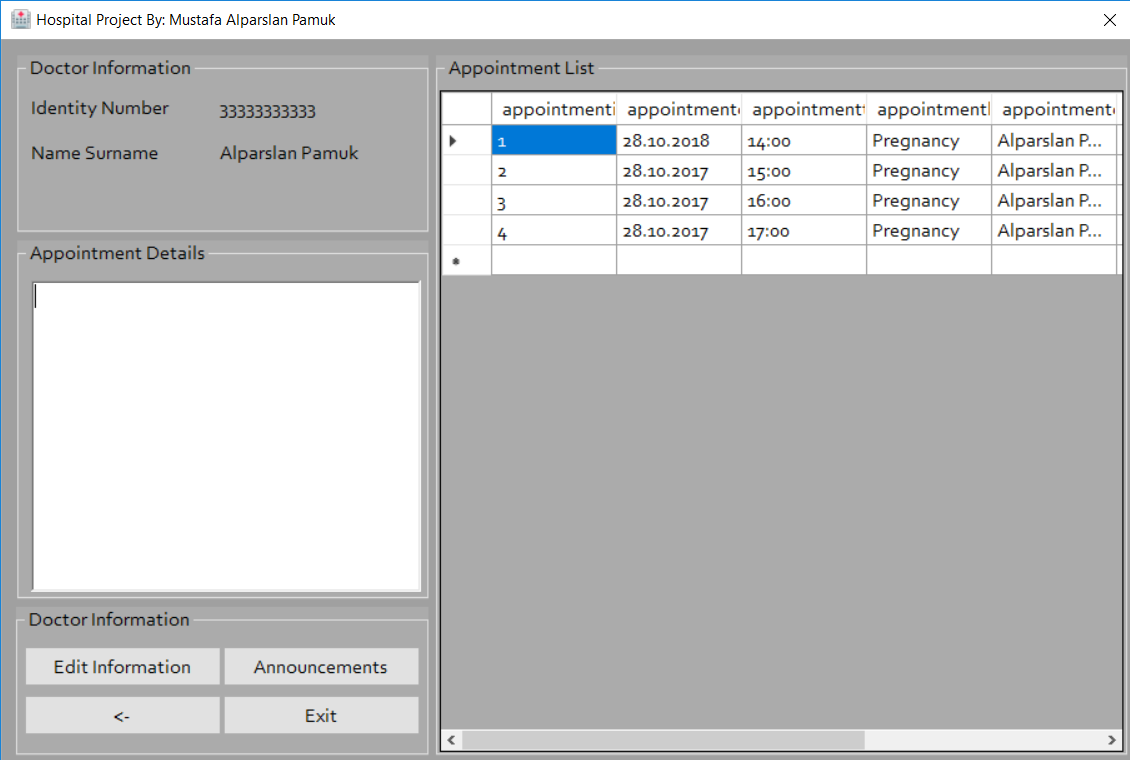 Hospital Project By: Mustafa Alparslan Pamuk
Doctor Information
Identity Number 33333333333
Name Surname Alparslan Pamuk
Appointment Details
Doctor Information
Edit Information Announcements
<- Exit
Appointment List
appointmenti appointment appointmentt appointment appointment
1 28.10.2018 14:00 Pregnancy Alparslan P...
2 28.10.2017 15:00 Pregnancy Alparslan P...
3 28.10.2017 16:00 Pregnancy Alparslan P...
4 28.10.2017 17:00 Pregnancy Alparslan P...